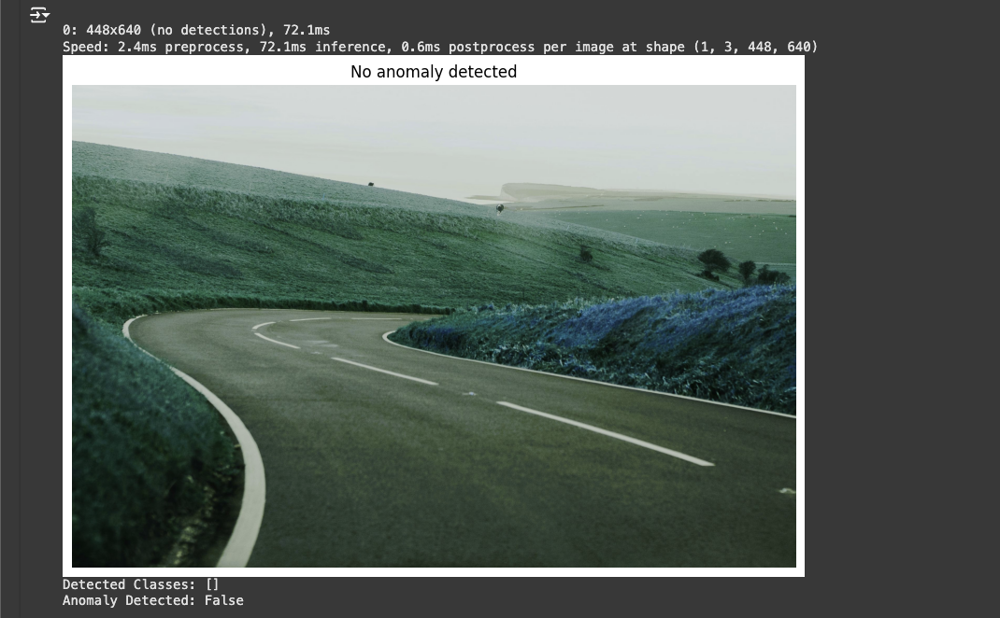 0: 448x640 (no detections), 72.1ms
Speed: 2.4ms preprocess, 72.1ms inference, 0.6ms postprocess per image at shape (1, 3, 448, 640)
No anomaly detected
Detected Classes: []
Anomaly Detected: False